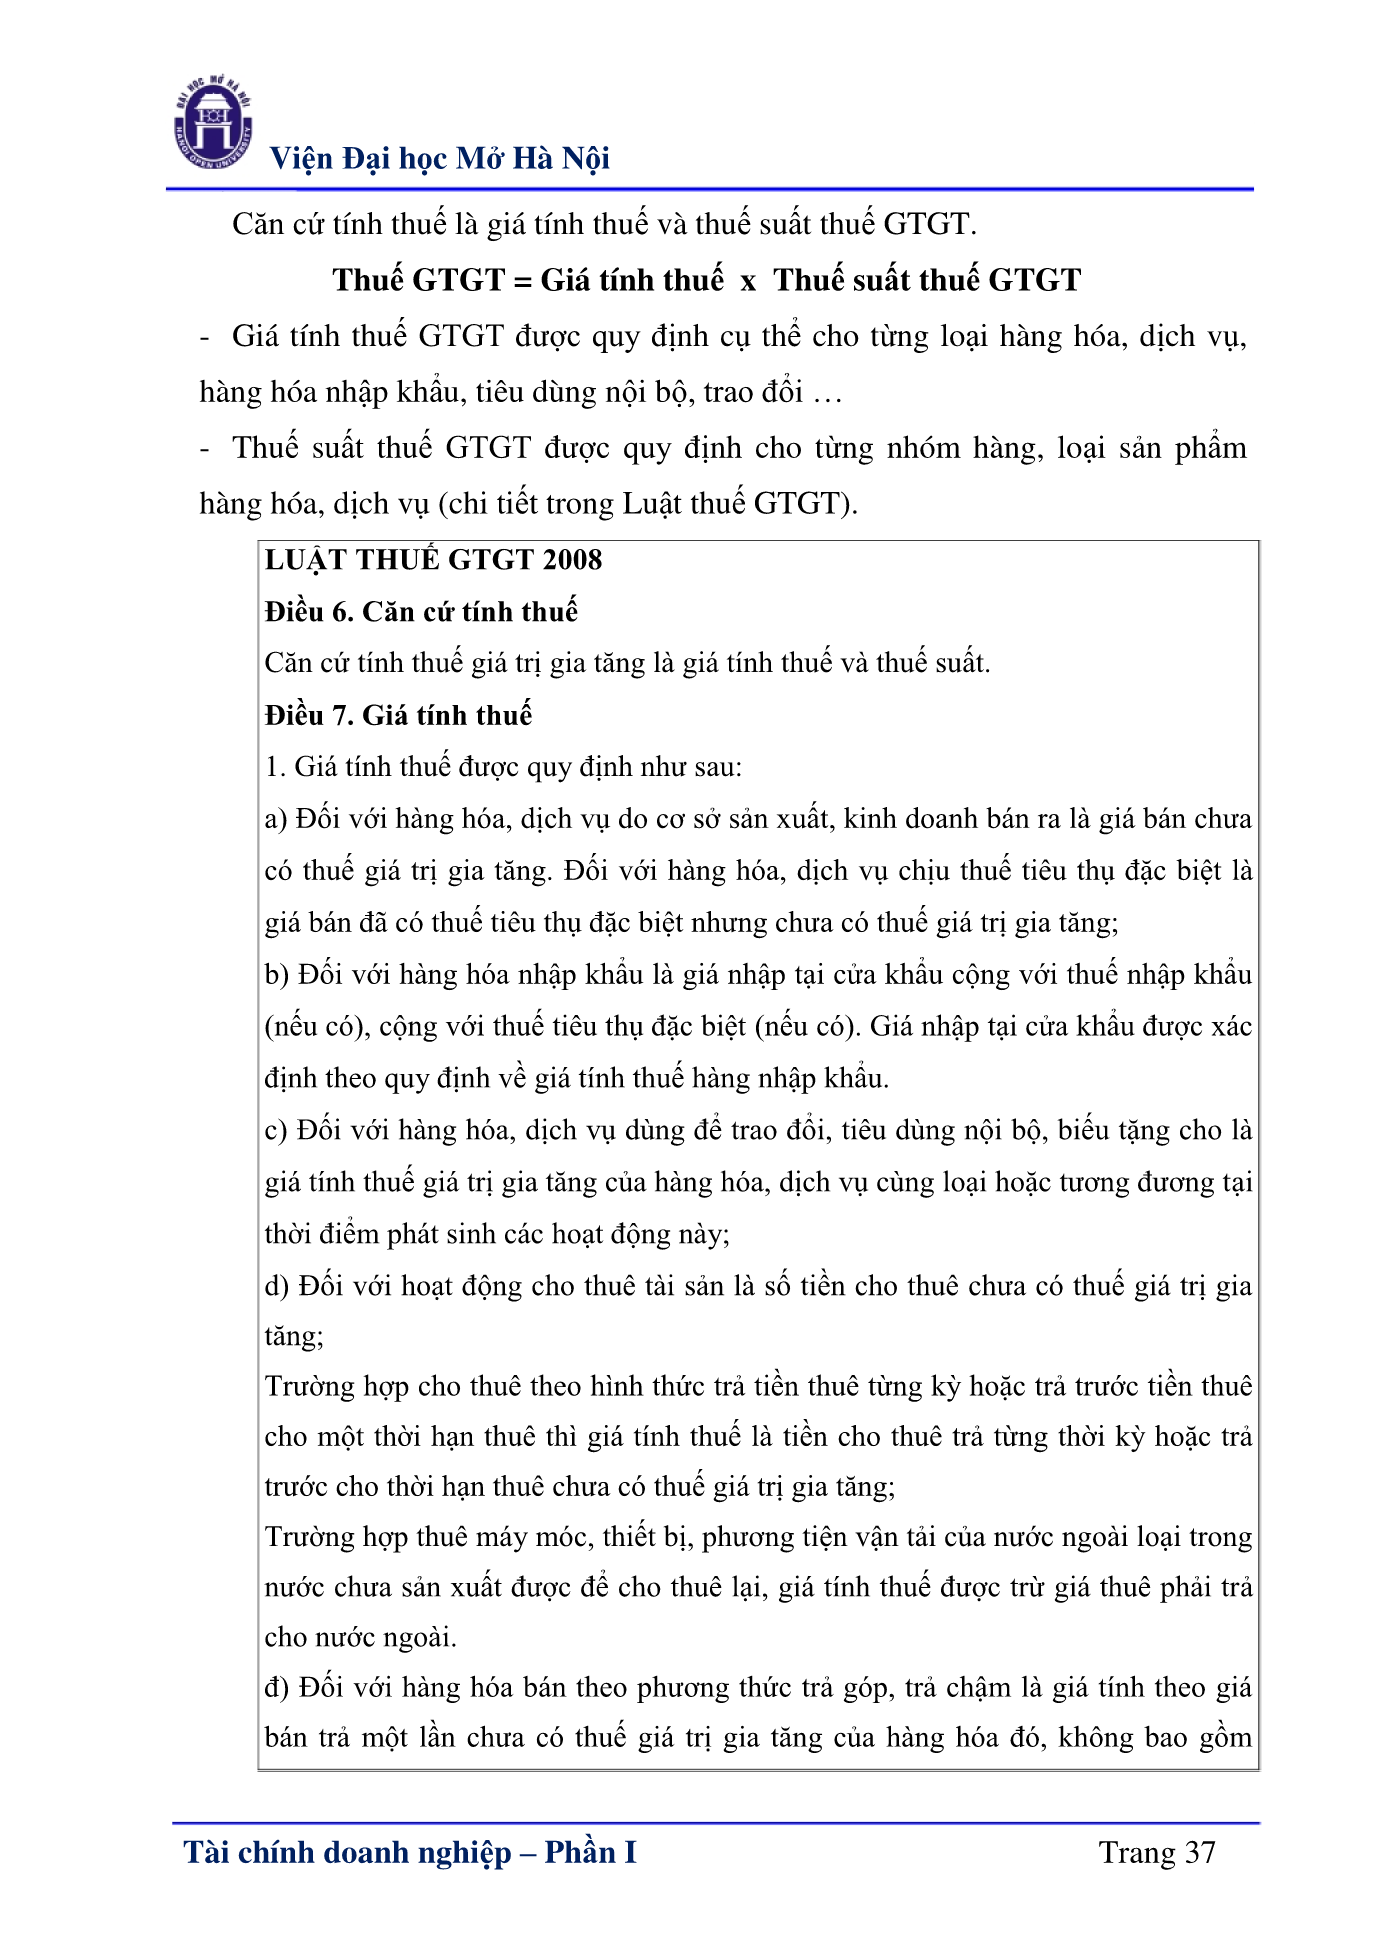 ĐẠI HỌC MỞ HÀ NỘI
HANOI OPEN UNIVERSITY
Viện Đại học Mở Hà Nội
Căn cứ tính thuế là giá tính thuế và thuế suất thuế GTGT.
Thuế GTGT = Giá tính thuế x Thuế suất thuế GTGT
- Giá tính thuế GTGT được quy định cụ thể cho từng loại hàng hóa, dịch vụ,
hàng hóa nhập khẩu, tiêu dùng nội bộ, trao đổi …
- Thuế suất thuế GTGT được quy định cho từng nhóm hàng, loại sản phẩm
hàng hóa, dịch vụ (chi tiết trong Luật thuế GTGT).
LUẬT THUẾ GTGT 2008
Điều 6. Căn cứ tính thuế
Căn cứ tính thuế giá trị gia tăng là giá tính thuế và thuế suất.
Điều 7. Giá tính thuế
1. Giá tính thuế được quy định như sau:
a) Đối với hàng hóa, dịch vụ do cơ sở sản xuất, kinh doanh bán ra là giá bán chưa
có thuế giá trị gia tăng. Đối với hàng hóa, dịch vụ chịu thuế tiêu thụ đặc biệt là
giá bán đã có thuế tiêu thụ đặc biệt nhưng chưa có thuế giá trị gia tăng;
b) Đối với hàng hóa nhập khẩu là giá nhập tại cửa khẩu cộng với thuế nhập khẩu
(nếu có), cộng với thuế tiêu thụ đặc biệt (nếu có). Giá nhập tại cửa khẩu được xác
định theo quy định về giá tính thuế hàng nhập khẩu.
c) Đối với hàng hóa, dịch vụ dùng để trao đổi, tiêu dùng nội bộ, biếu tặng cho là
giá tính thuế giá trị gia tăng của hàng hóa, dịch vụ cùng loại hoặc tương đương tại
thời điểm phát sinh các hoạt động này;
d) Đối với hoạt động cho thuê tài sản là số tiền cho thuê chưa có thuế giá trị gia
tăng;
Trường hợp cho thuê theo hình thức trả tiền thuê từng kỳ hoặc trả trước tiền thuê
cho một thời hạn thuê thì giá tính thuế là tiền cho thuê trả từng thời kỳ hoặc trả
trước cho thời hạn thuê chưa có thuế giá trị gia tăng;
Trường hợp thuê máy móc, thiết bị, phương tiện vận tải của nước ngoài loại trong
nước chưa sản xuất được để cho thuê lại, giá tính thuế được trừ giá thuê phải trả
cho nước ngoài.
đ) Đối với hàng hóa bán theo phương thức trả góp, trả chậm là giá tính theo giá
bán trả một lần chưa có thuế giá trị gia tăng của hàng hóa đó, không bao gồm
Tài chính doanh nghiệp – Phần I
Trang 37